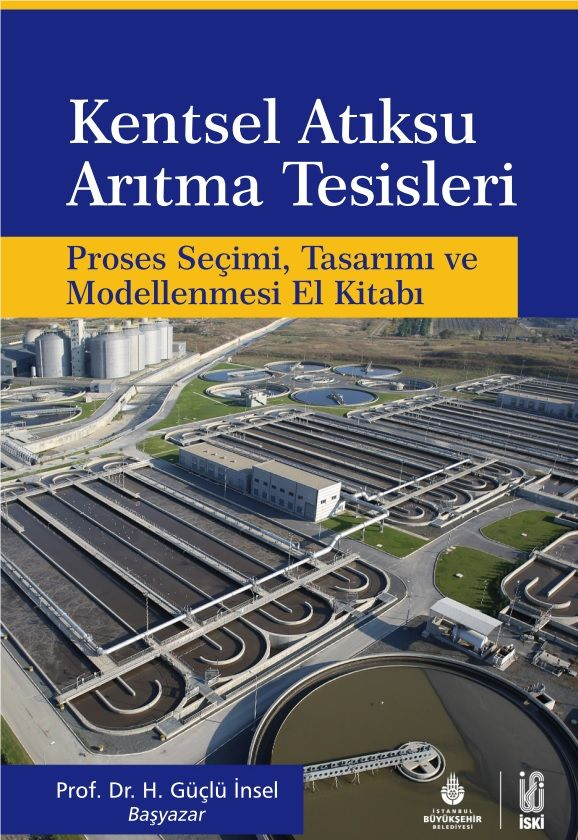 Kentsel Atıksu
Arıtma Tesisleri
Proses Seçimi, Tasarımı ve
Modellenmesi El Kitabı
Prof. Dr. H. Güçlü İnsel
Başyazar
İSTANBUL
BÜYÜKŞEHİR
BELEDİYESİ
İSKİ